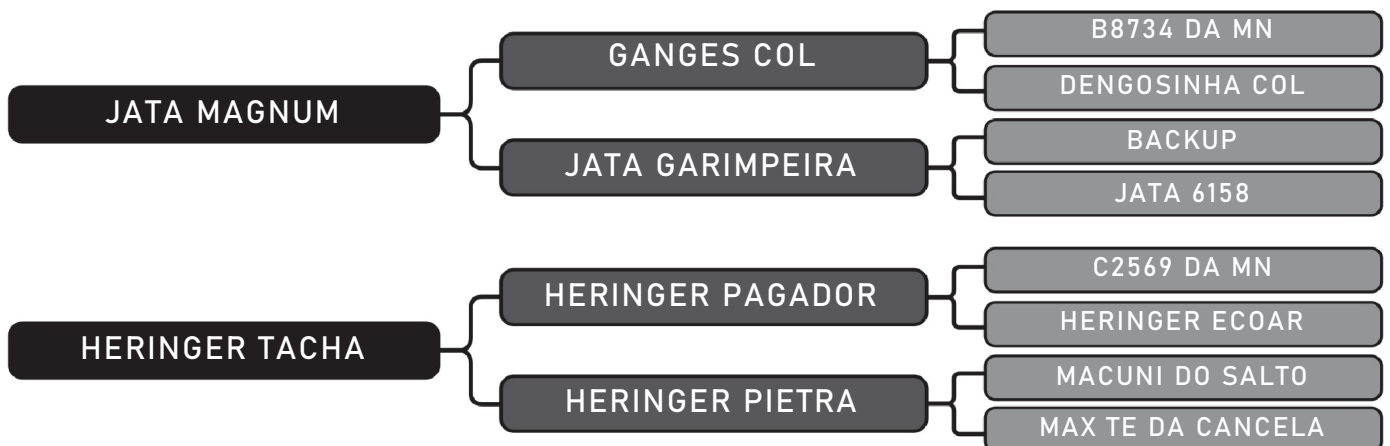 JATA MAGNUM
GANGES COL
B8734 DA MN
DENGOSINHA COL
JATA GARIMPEIRA
BACKUP
JATA 6158
HERINGER TACHA
HERINGER PAGADOR
C2569 DA MN
HERINGER ECOAR
HERINGER PIETRA
MACUNI DO SALTO
MAX TE DA CANCELA